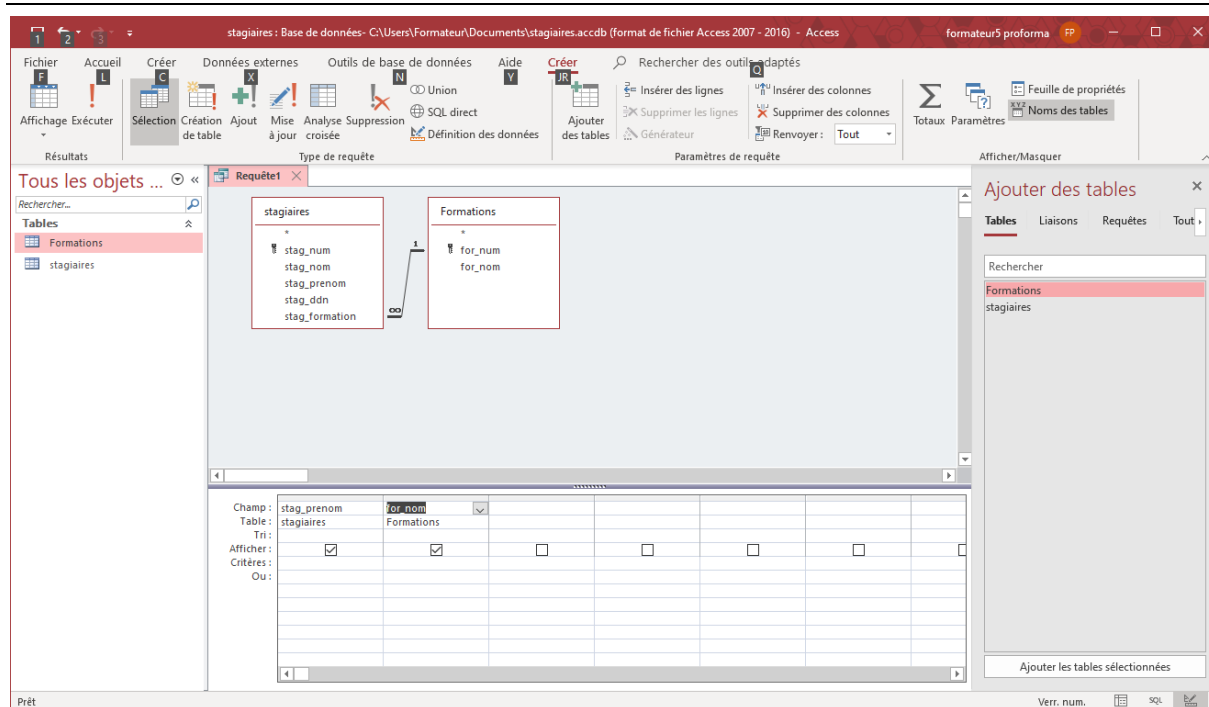 stagiaires : Base de données- C:\Users\Formateur\Documents\stagiaires.accdb (format de fichier Access 2007 - 2016) - Access formateur5 proforma FP
1 2 3
Fichier Accueil Créer Données externes Outils de base de données Aide Créer Rechercher des outils adaptés
F L C X N Y JR Q
Affichage Exécuter
Résultats
Sélection Création de table Ajout Mise à jour Analyse croisée Suppression
Union
SQL direct
Définition des données
Type de requête
Ajouter des tables
Insérer des lignes
Supprimer les lignes
Générateur
Insérer des colonnes
Supprimer des colonnes
Renvoyer : Tout
Paramètres de requête
Totaux Paramètres
Feuille de propriétés
XYZ
Noms des tables
Afficher/Masquer
Tous les objets ... «
Rechercher...
Tables
Formations
stagiaires
Requête1
stagiaires
*
stag_num
stag_nom
stag_prenom
stag_ddn
stag_formation
1
∞
Formations
*
for_num
for_nom
Champ : stag_prenom for_nom
Table : stagiaires Formations
Tri :
Afficher :
Critères :
Ou :
Ajouter des tables
Tables Liaisons Requêtes Tout
Rechercher
Formations
stagiaires
Ajouter les tables sélectionnées
Prêt Verr. num. SQL